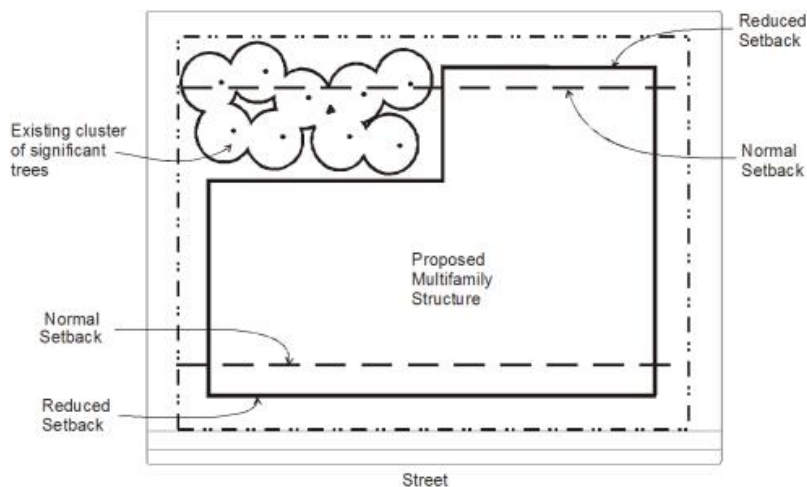 Reduced
Setback
Existing cluster
of significant
trees
Normal
Setback
Proposed
Multifamily
Structure
Normal
Setback
Reduced
Setback
Street